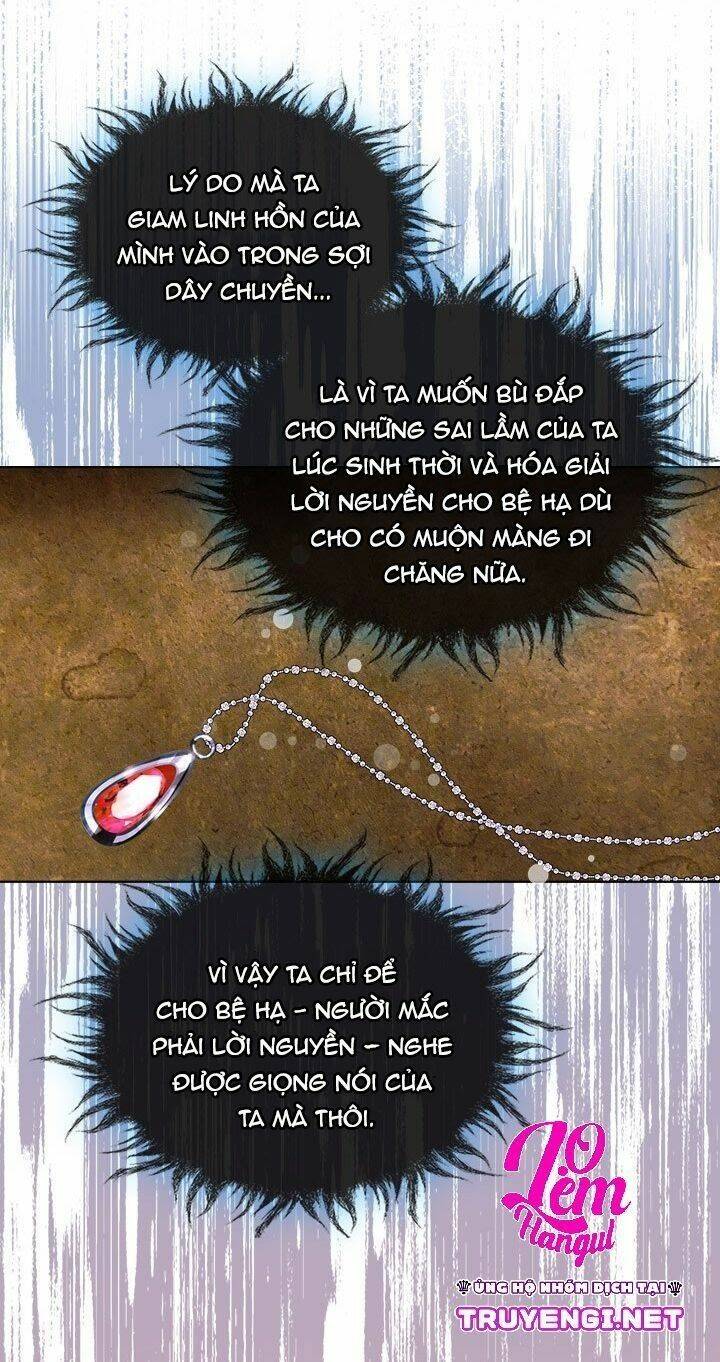 LÝ DO MÀ TA
GIAM LINH HỒN CỦA
MÌNH VÀO TRONG SỢI
DÂY CHUYỀN...
LÀ VÌ TA MUỐN BÙ ĐẮP
CHO NHỮNG SAI LẦM CỦA TA
LÚC SINH THỜI VÀ HÓA GIẢI
LỜI NGUYỀN CHO BỆ HẠ DÙ
CHO CÓ MUỘN MÀNG ĐI
CHĂNG NỮA.
VÌ VẬY TA CHỈ ĐỂ
CHO BỆ HẠ – NGƯỜI MẮC
PHẢI LỜI NGUYỀN – NGHE
ĐƯỢC GIỌNG NÓI CỦA
TA MÀ THÔI.
LỌ
LEM
Hangul
ỦNG HỘ NHÓM DỊCH TẠI
TRUYENGI.NET